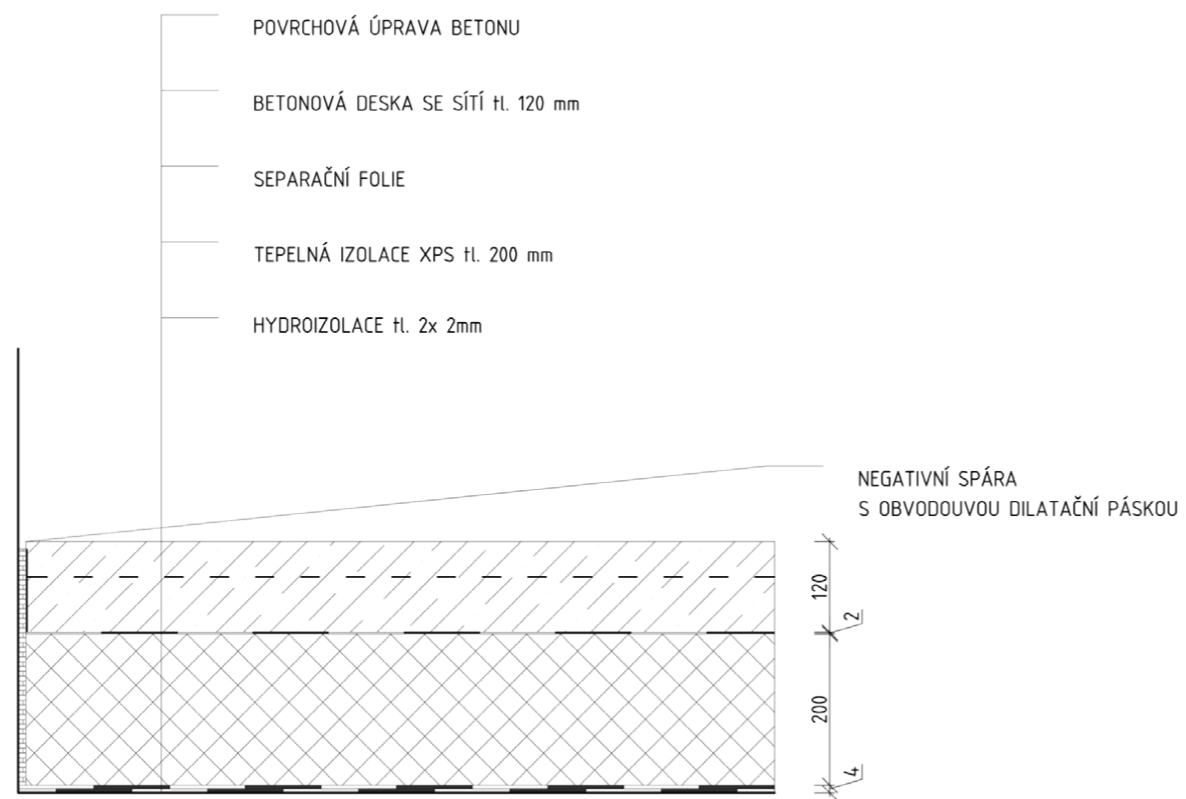 POVRCHOVÁ ÚPRAVA BETONU
BETONOVÁ DESKA SE SÍTÍ tl. 120 mm
SEPARAČNÍ FOLIE
TEPELNÁ IZOLACE XPS tl. 200 mm
HYDROIZOLACE tl. 2x 2mm
NEGATIVNÍ SPÁRA
S OBVODOUVOU DILATAČNÍ PÁSKOU
120
2
200
4